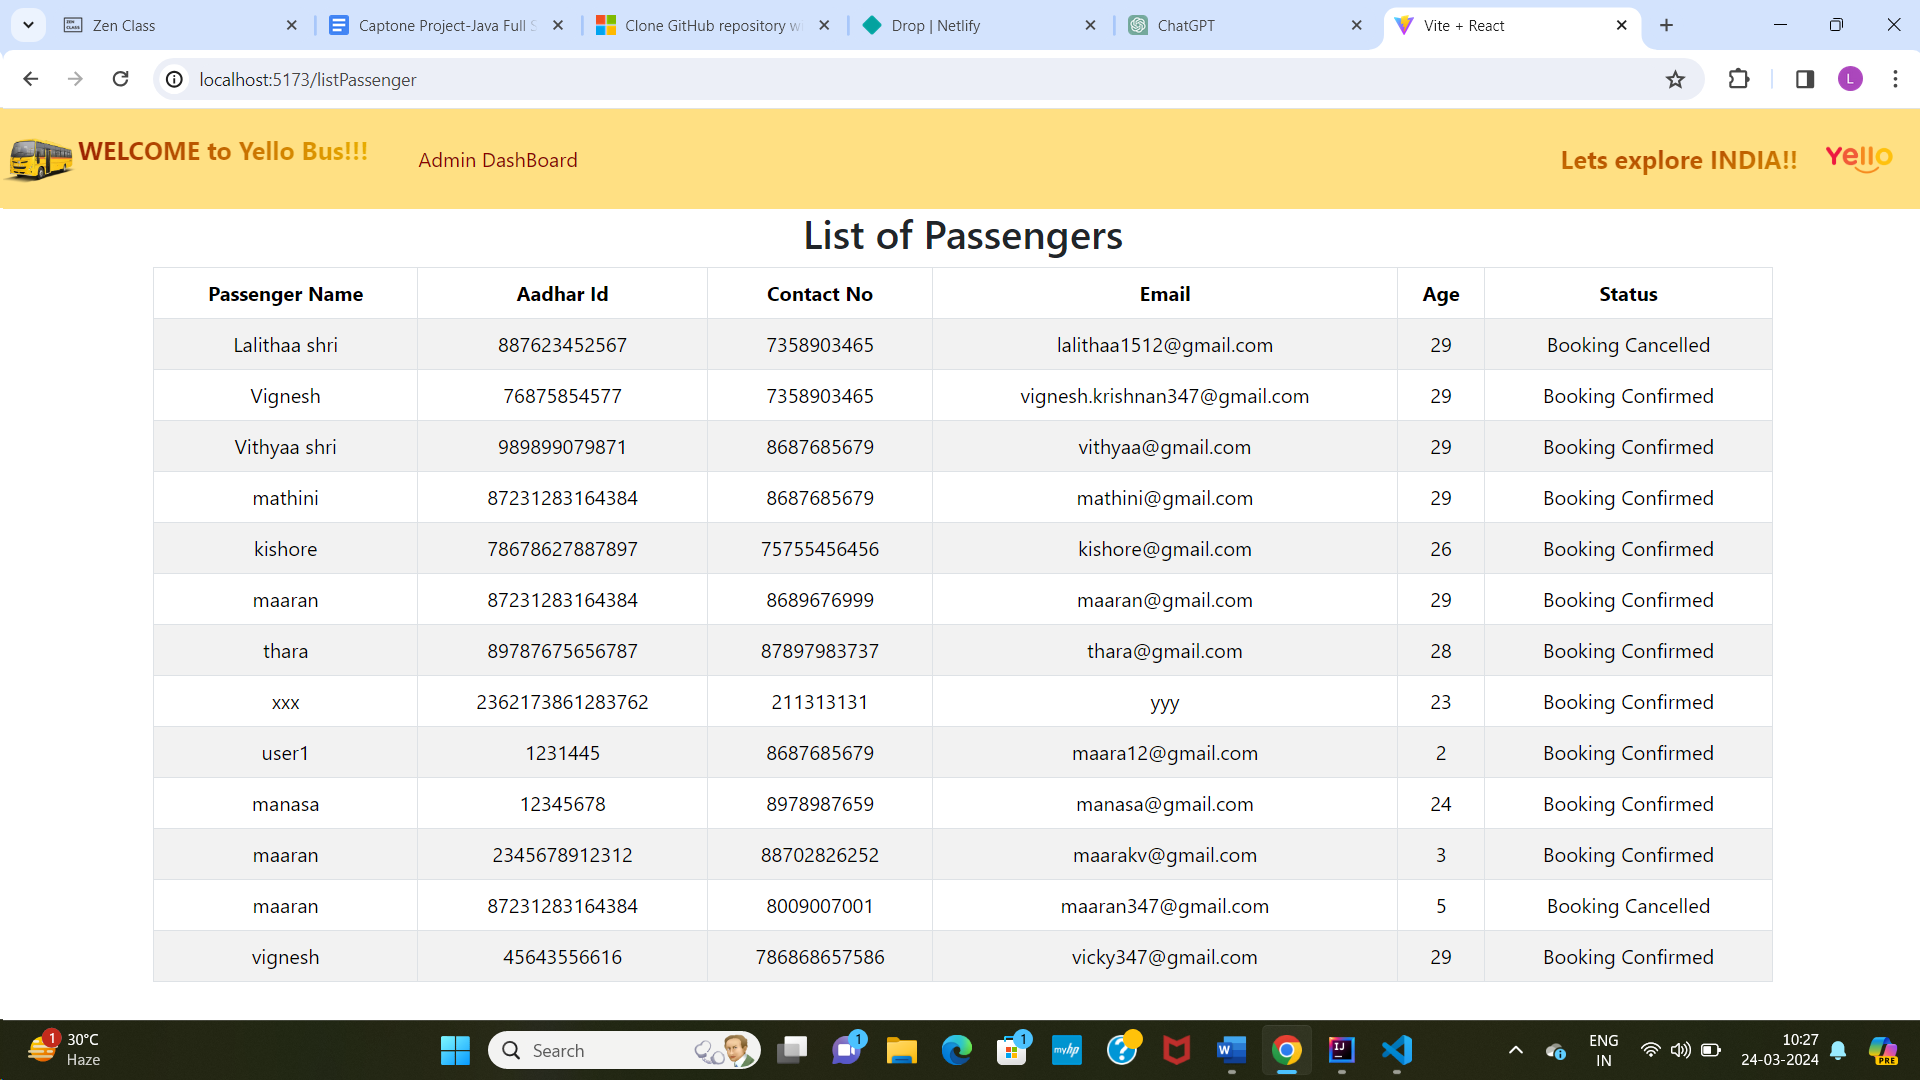 Zen Class
Captone Project-Java Full S
Clone GitHub repository w
Drop | Netlify
ChatGPT
Vite + React
localhost:5173/listPassenger
L
WELCOME to Yello Bus!!!
Admin DashBoard
Lets explore INDIA!!
Yello
List of Passengers
Passenger Name Aadhar Id Contact No Email Age Status
Lalithaa shri 887623452567 7358903465 lalithaa1512@gmail.com 29 Booking Cancelled
Vignesh 76875854577 7358903465 vignesh.krishnan347@gmail.com 29 Booking Confirmed
Vithyaa shri 989899079871 8687685679 vithyaa@gmail.com 29 Booking Confirmed
mathini 87231283164384 8687685679 mathini@gmail.com 29 Booking Confirmed
kishore 78678627887897 75755456456 kishore@gmail.com 26 Booking Confirmed
maaran 87231283164384 8689676999 maaran@gmail.com 29 Booking Confirmed
thara 89787675656787 87897983737 thara@gmail.com 28 Booking Confirmed
xxx 2362173861283762 211313131 yyy 23 Booking Confirmed
user1 1231445 8687685679 maara12@gmail.com 2 Booking Confirmed
manasa 12345678 8978987659 manasa@gmail.com 24 Booking Confirmed
maaran 2345678912312 88702826252 maarakv@gmail.com 3 Booking Confirmed
maaran 87231283164384 8009007001 maaran347@gmail.com 5 Booking Cancelled
vignesh 45643556616 786868657586 vicky347@gmail.com 29 Booking Confirmed
1
30°C
Haze
Search
1
1
myhp
W
IJ
ENG
IN
10:27
24-03-2024
PRE